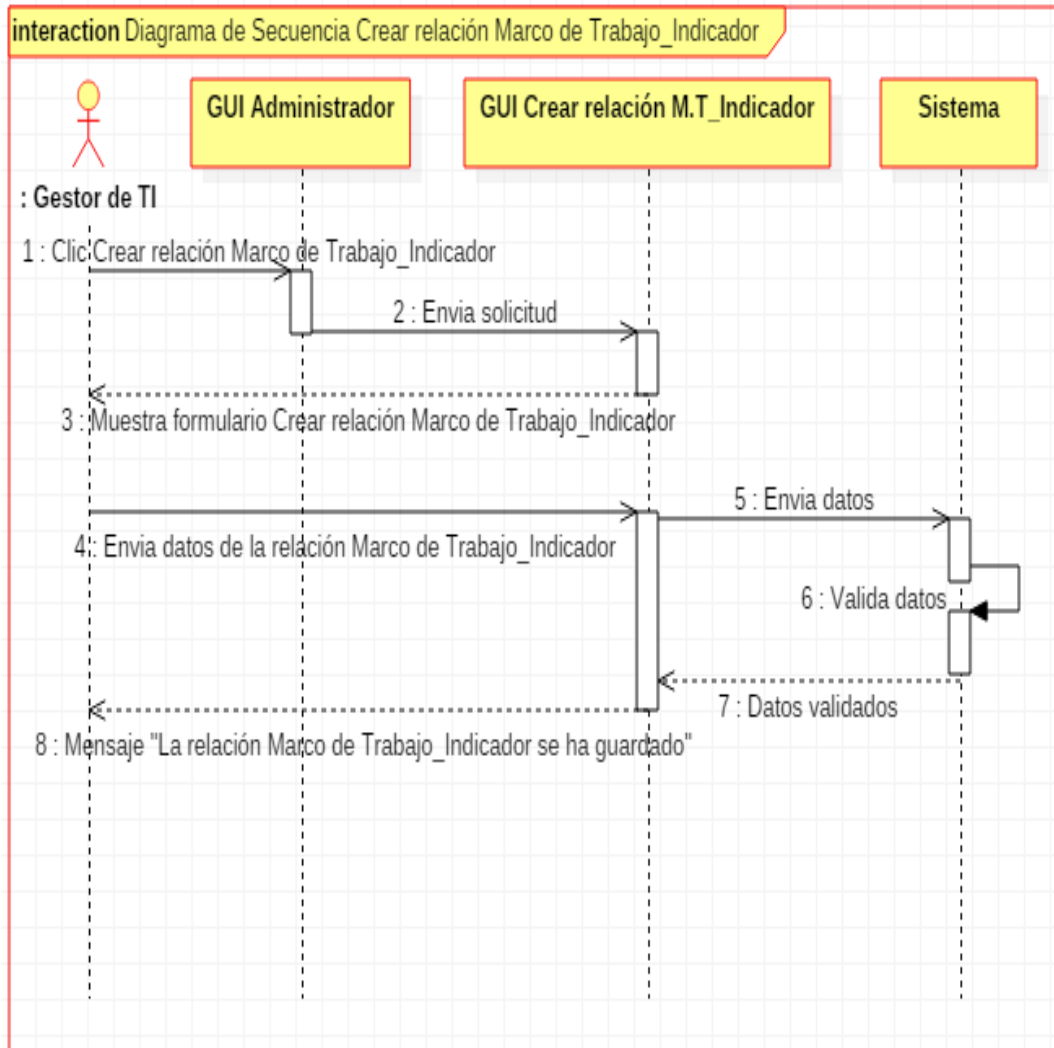 interaction Diagrama de Secuencia Crear relación Marco de Trabajo_Indicador
GUI Administrador
GUI Crear relación M.T_Indicador
Sistema
: Gestor de TI
1 : Clic Crear relación Marco de Trabajo_Indicador
2 : Envia solicitud
3 : Muestra formulario Crear relación Marco de Trabajo_Indicador
5 : Envia datos
4 : Envia datos de la relación Marco de Trabajo_Indicador
6 : Valida datos
7 : Datos validados
8 : Mensaje "La relación Marco de Trabajo_Indicador se ha guardado"